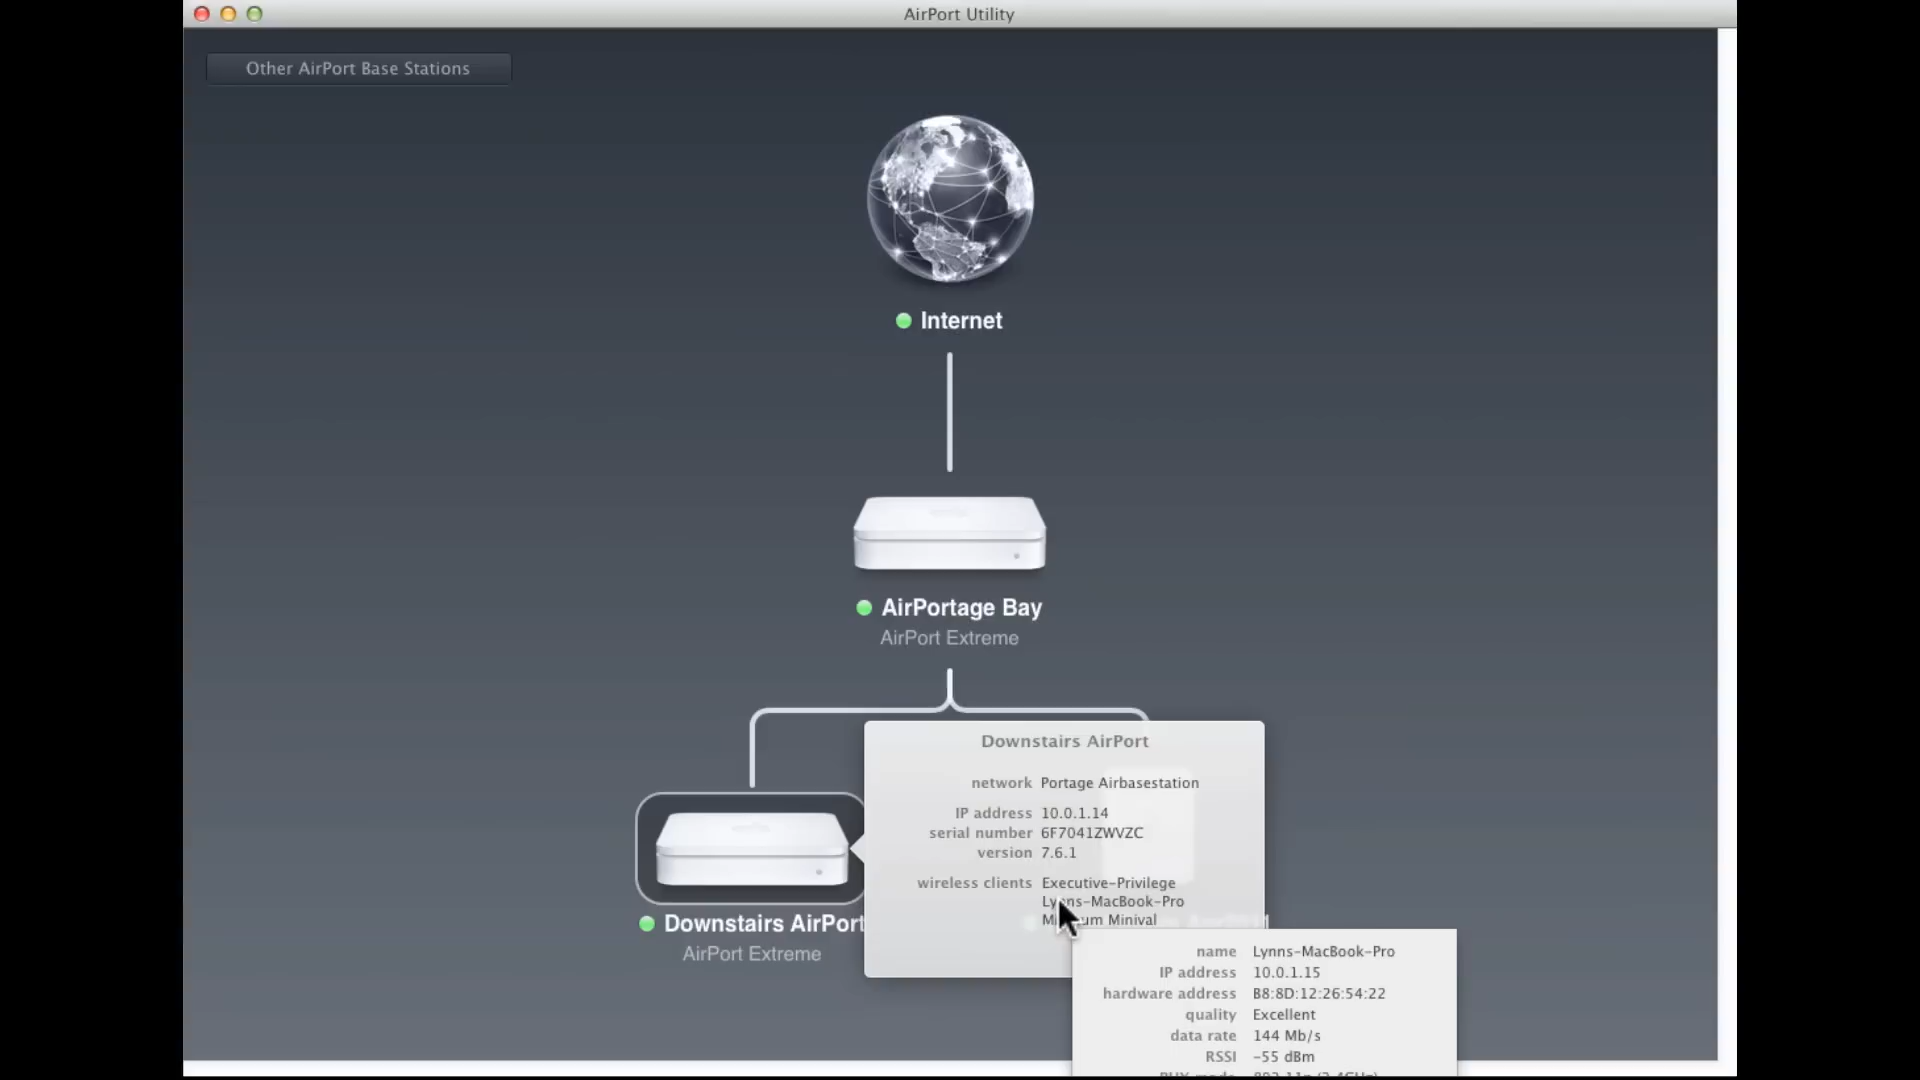 AirPort Utility
Other AirPort Base Stations
Internet
AirPortage Bay
AirPort Extreme
Downstairs AirPort
network Portage Airbasestation
IP address 10.0.1.14
serial number 6F7041ZWVZC
version 7.6.1
wireless clients Executive-Privilege
Lynns-MacBook-Pro
Minival
Downstairs AirPort
AirPort Extreme
name Lynns-MacBook-Pro
IP address 10.0.1.15
hardware address B8:8D:12:26:54:22
quality Excellent
data rate 144 Mb/s
RSSI -55 dBm